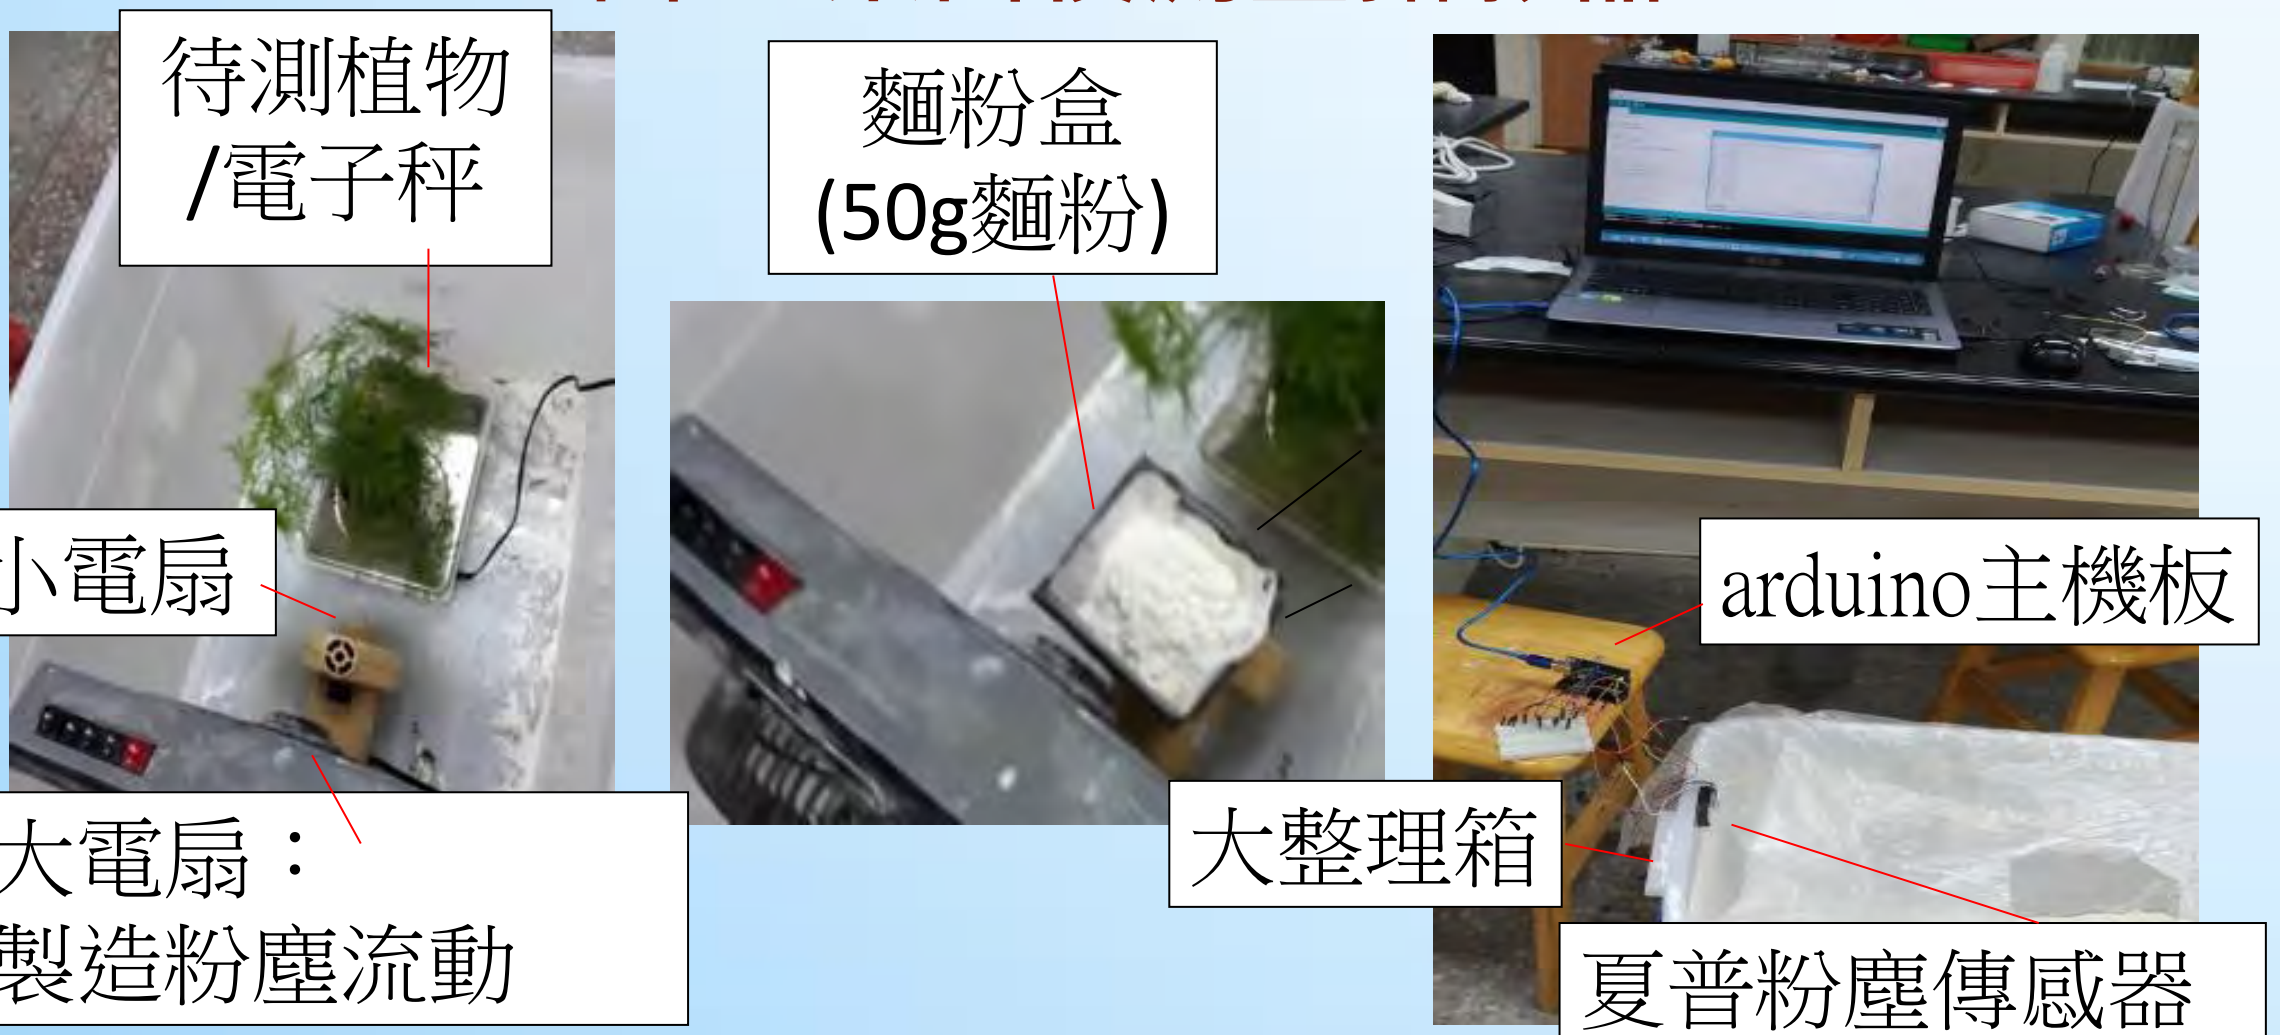 待測植物
/電子秤
麵粉盒
(50g麵粉)
小電扇
arduino主機板
大電扇：
製造粉塵流動
大整理箱
夏普粉塵傳感器